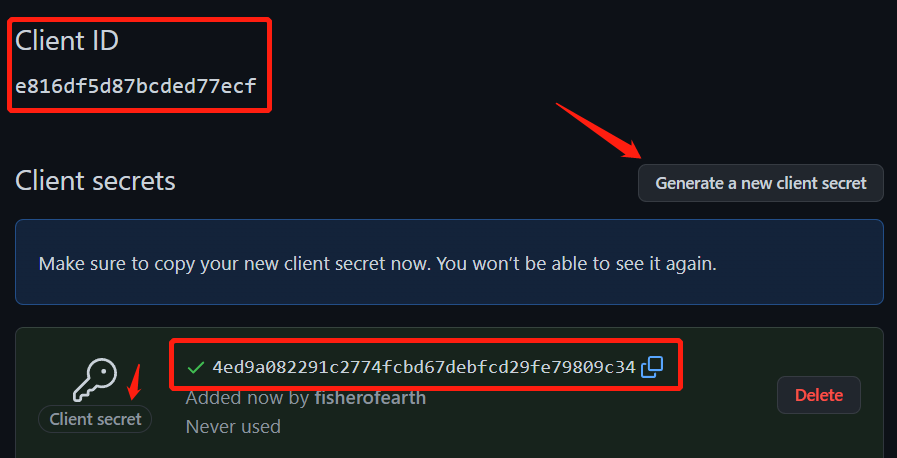 Client ID
e816df5d87bcded77ecf
Client secrets
Generate a new client secret
Make sure to copy your new client secret now. You won't be able to see it again.
4ed9a082291c2774fcbd67debfcd29fe79809c34
Client secret
Added now by fisherofearth
Never used
Delete